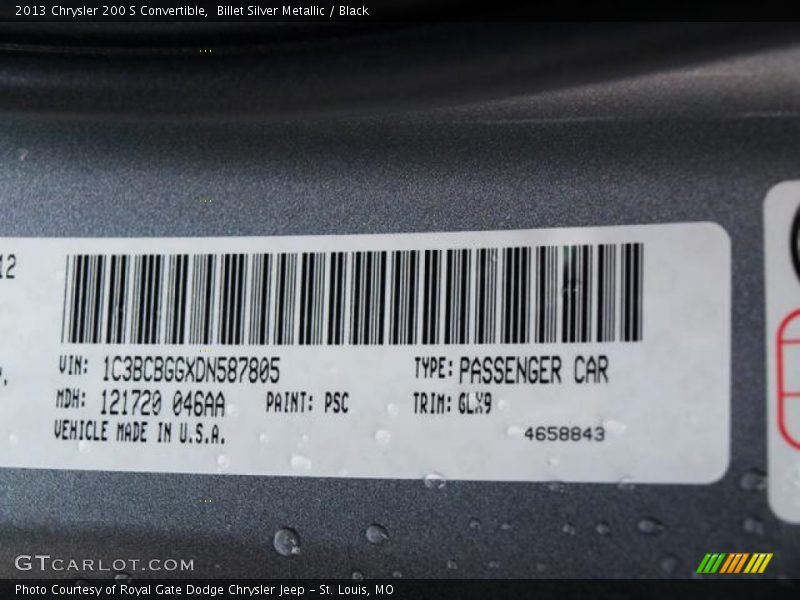 2013 Chrysler 200 S Convertible,  Billet Silver Metallic / Black
12
VIN: 1C3BCBGGXDN587805 TYPE: PASSENGER CAR
MDH: 121720 046AA PAINT: PSC TRIM: GLX9
VEHICLE MADE IN U.S.A. 4658843
GTCARLOT.COM
Photo Courtesy of Royal Gate Dodge Chrysler Jeep – St. Louis, MO